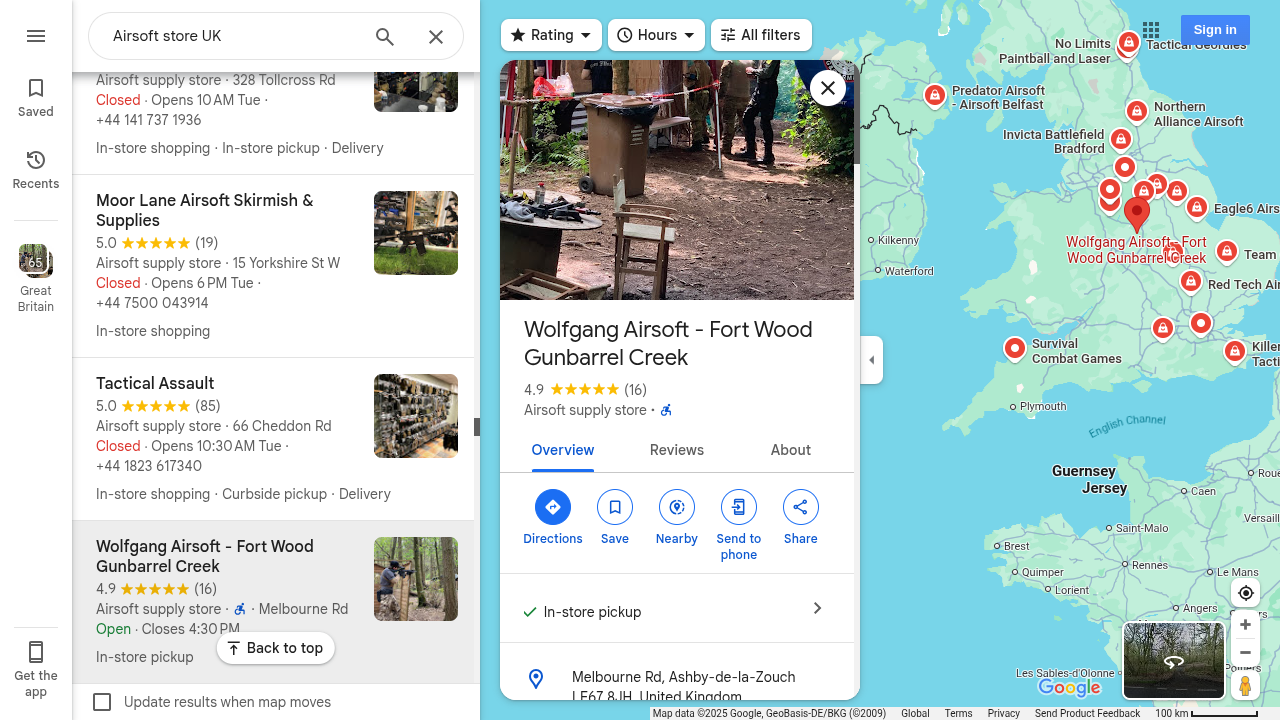 Airsoft store UK
Saved
Recents
65
Great
Britain
Get the
app
Airsoft supply store · 328 Tollcross Rd
Closed · Opens 10 AM Tue ·
+44 141 737 1936
In-store shopping · In-store pickup · Delivery
Moor Lane Airsoft Skirmish &
Supplies
5.0 (19)
Airsoft supply store · 15 Yorkshire St W
Closed · Opens 6 PM Tue ·
+44 7500 043914
In-store shopping
Tactical Assault
5.0 (85)
Airsoft supply store · 66 Cheddon Rd
Closed · Opens 10:30 AM Tue ·
+44 1823 617340
In-store shopping · Curbside pickup · Delivery
Wolfgang Airsoft - Fort Wood
Gunbarrel Creek
4.9 (16)
Airsoft supply store · · Melbourne Rd
Open · Closes 4:30 PM
In-store pickup
Back to top
Update results when map moves
Rating
Hours
All filters
Wolfgang Airsoft - Fort Wood
Gunbarrel Creek
4.9 (16)
Airsoft supply store ·
Overview
Reviews
About
Directions
Save
Nearby
Send to
phone
Share
In-store pickup
Melbourne Rd, Ashby-de-la-Zouch
LE67 8JH, United Kingdom
Sign in
No Limits
Paintball and Laser
Tactical Geordies
Predator Airsoft
- Airsoft Belfast
Northern
Alliance Airsoft
Invicta Battlefield
Bradford
Eagle6 Airs
Kilkenny
Waterford
Wolfgang Airsoft - Fort
Wood Gunbarrel Creek
Team
Red Tech Air
Survival
Combat Games
Killer
Tacti
Plymouth
English Channel
Guernsey
Jersey
Roue
Caen
Versaill
Saint-Malo
Brest
Rennes
Quimper
Le Mans
Lorient
Angers
Les Sables-d'Olonne
Poitiers
Google
Map data ©2025 Google, GeoBasis-DE/BKG (©2009)
Global
Terms
Privacy
Send Product Feedback
100 km